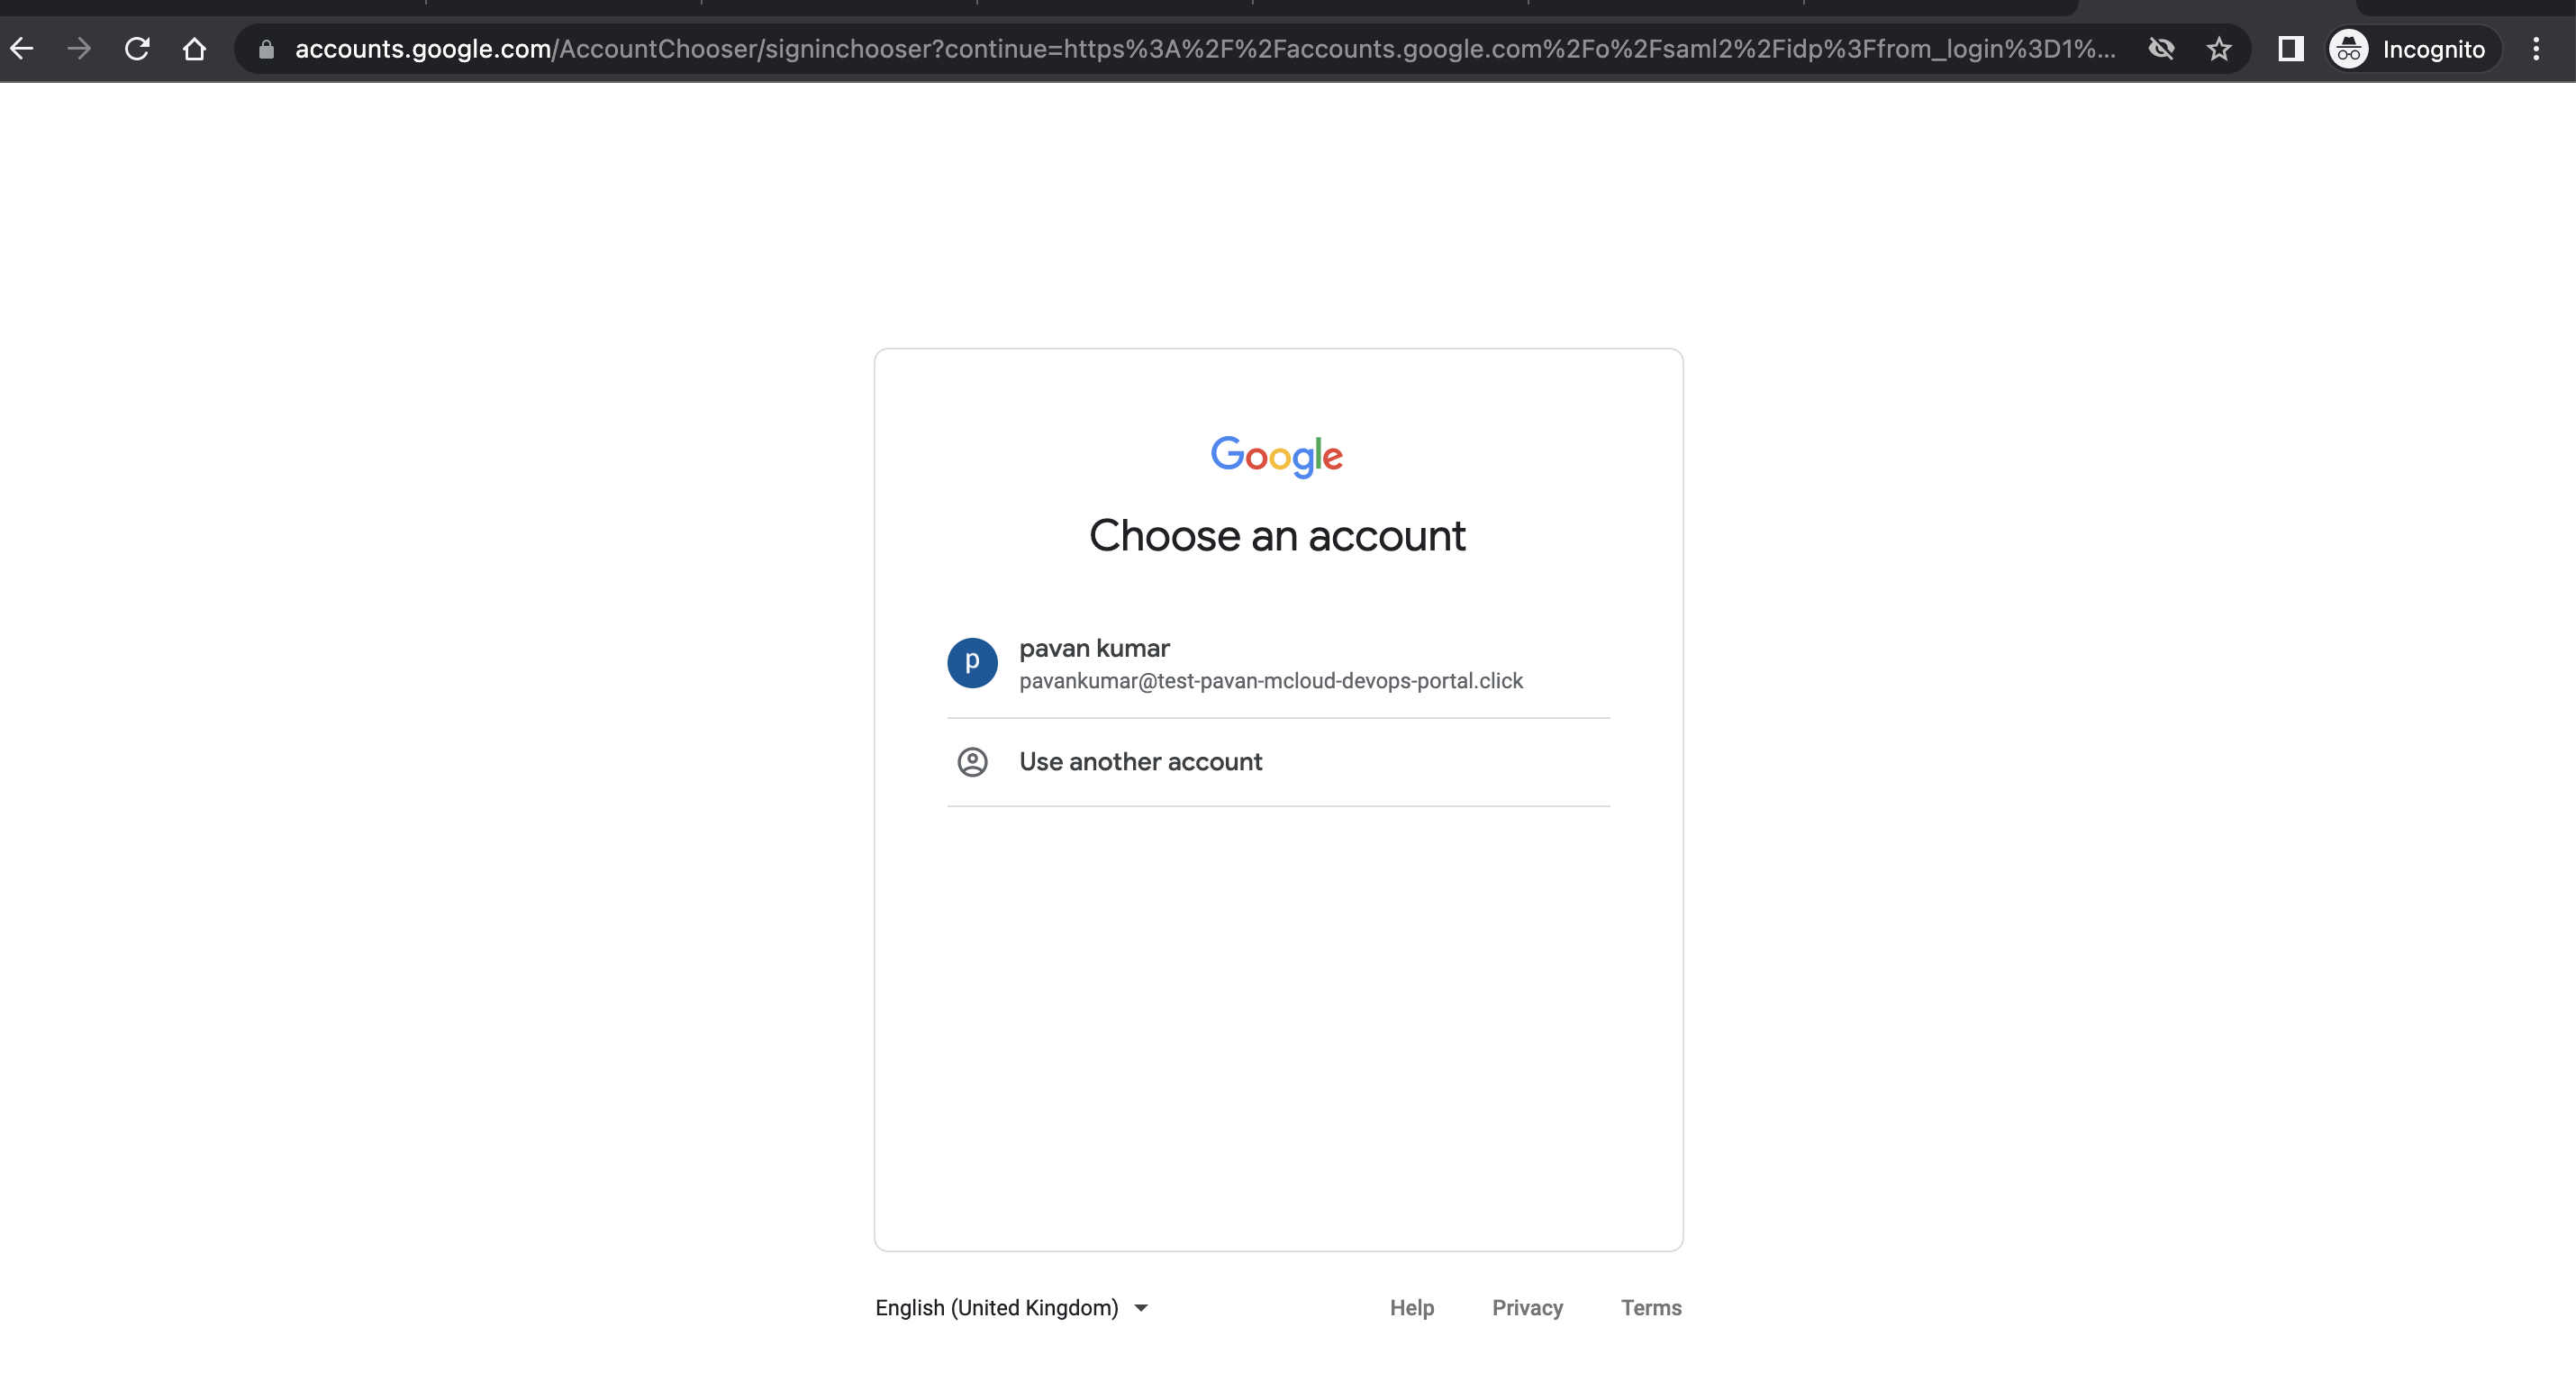 accounts.google.com/AccountChooser/signinchooser?continue=https%3A%2F%2Faccounts.google.com%2Fo%2Fsaml2%2Fidp%3Ffrom_login%3D1%...
Incognito
Google
Choose an account
p
pavan kumar
pavankumar@test-pavan-mcloud-devops-portal.click
Use another account
English (United Kingdom)
Help
Privacy
Terms